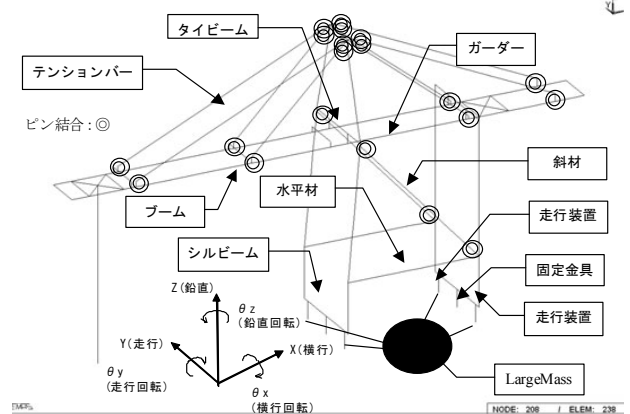 タイビーム
ガーダー
テンションバー
ピン結合:◎
斜材
水平材
ブーム
走行装置
シルビーム
固定金具
Z(鉛直)
θz
(鉛直回転)
走行装置
Y(走行)
X(横行)
θy
(走行回転)
θx
(横行回転)
LargeMass
NODE: 208 / ELEM: 238